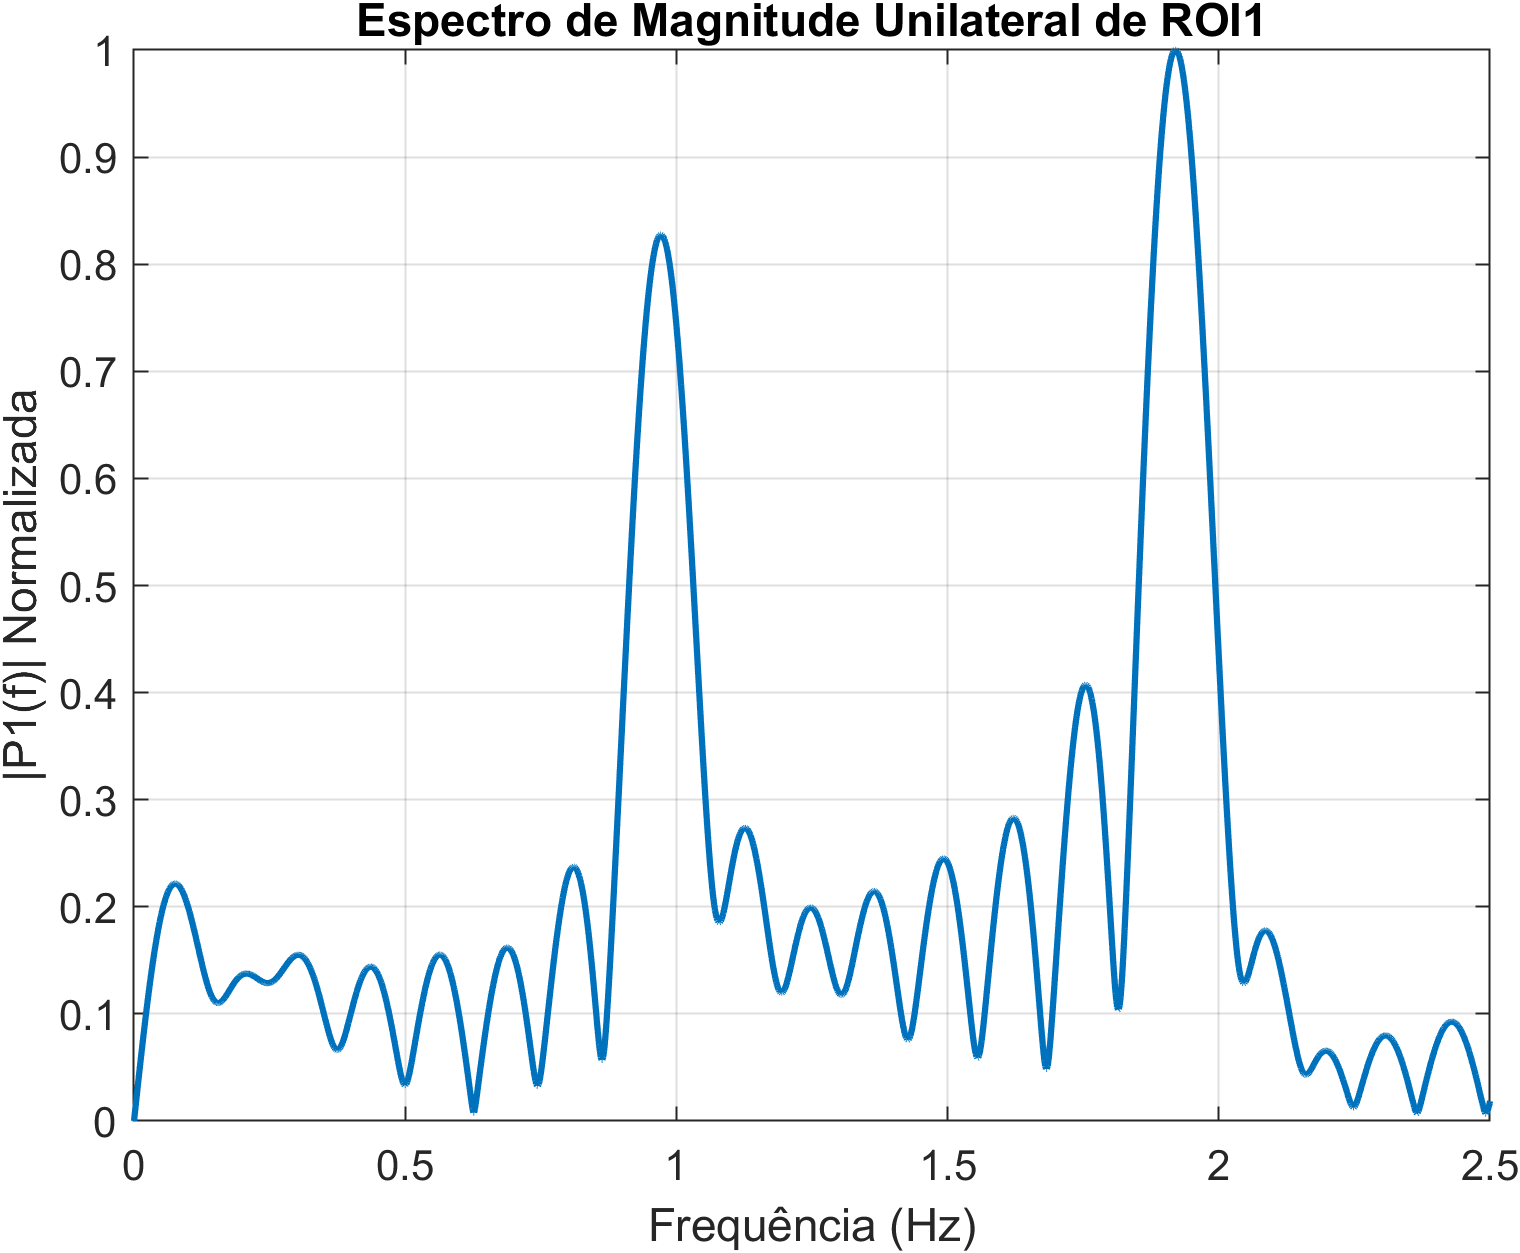 Espectro de Magnitude Unilateral de ROI1
|P1(f)| Normalizada
1
0.9
0.8
0.7
0.6
0.5
0.4
0.3
0.2
0.1
0
0 0.5 1 1.5 2 2.5
Frequência (Hz)